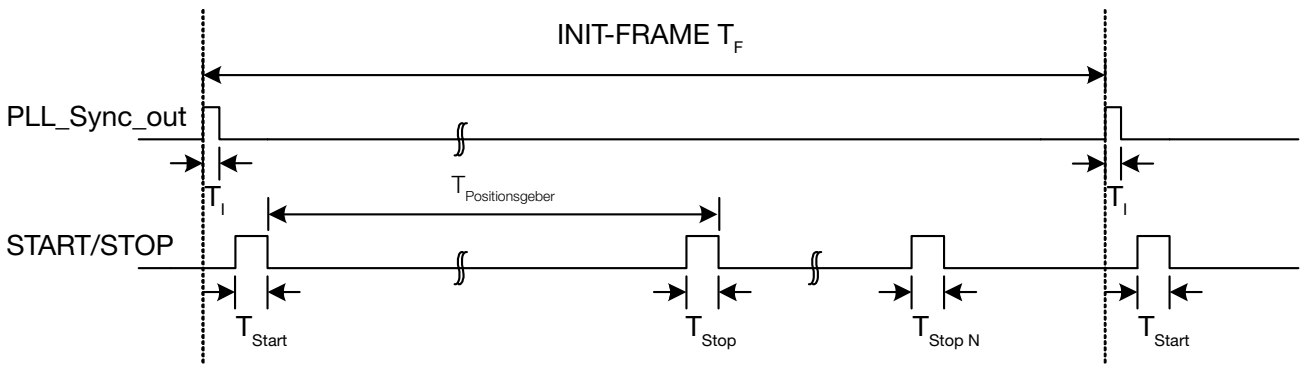 INIT-FRAME T_F
PLL_Sync_out
T_I
T_I
T_Positionsgeber
START/STOP
T_Start
T_Stop
T_Stop N
T_Start